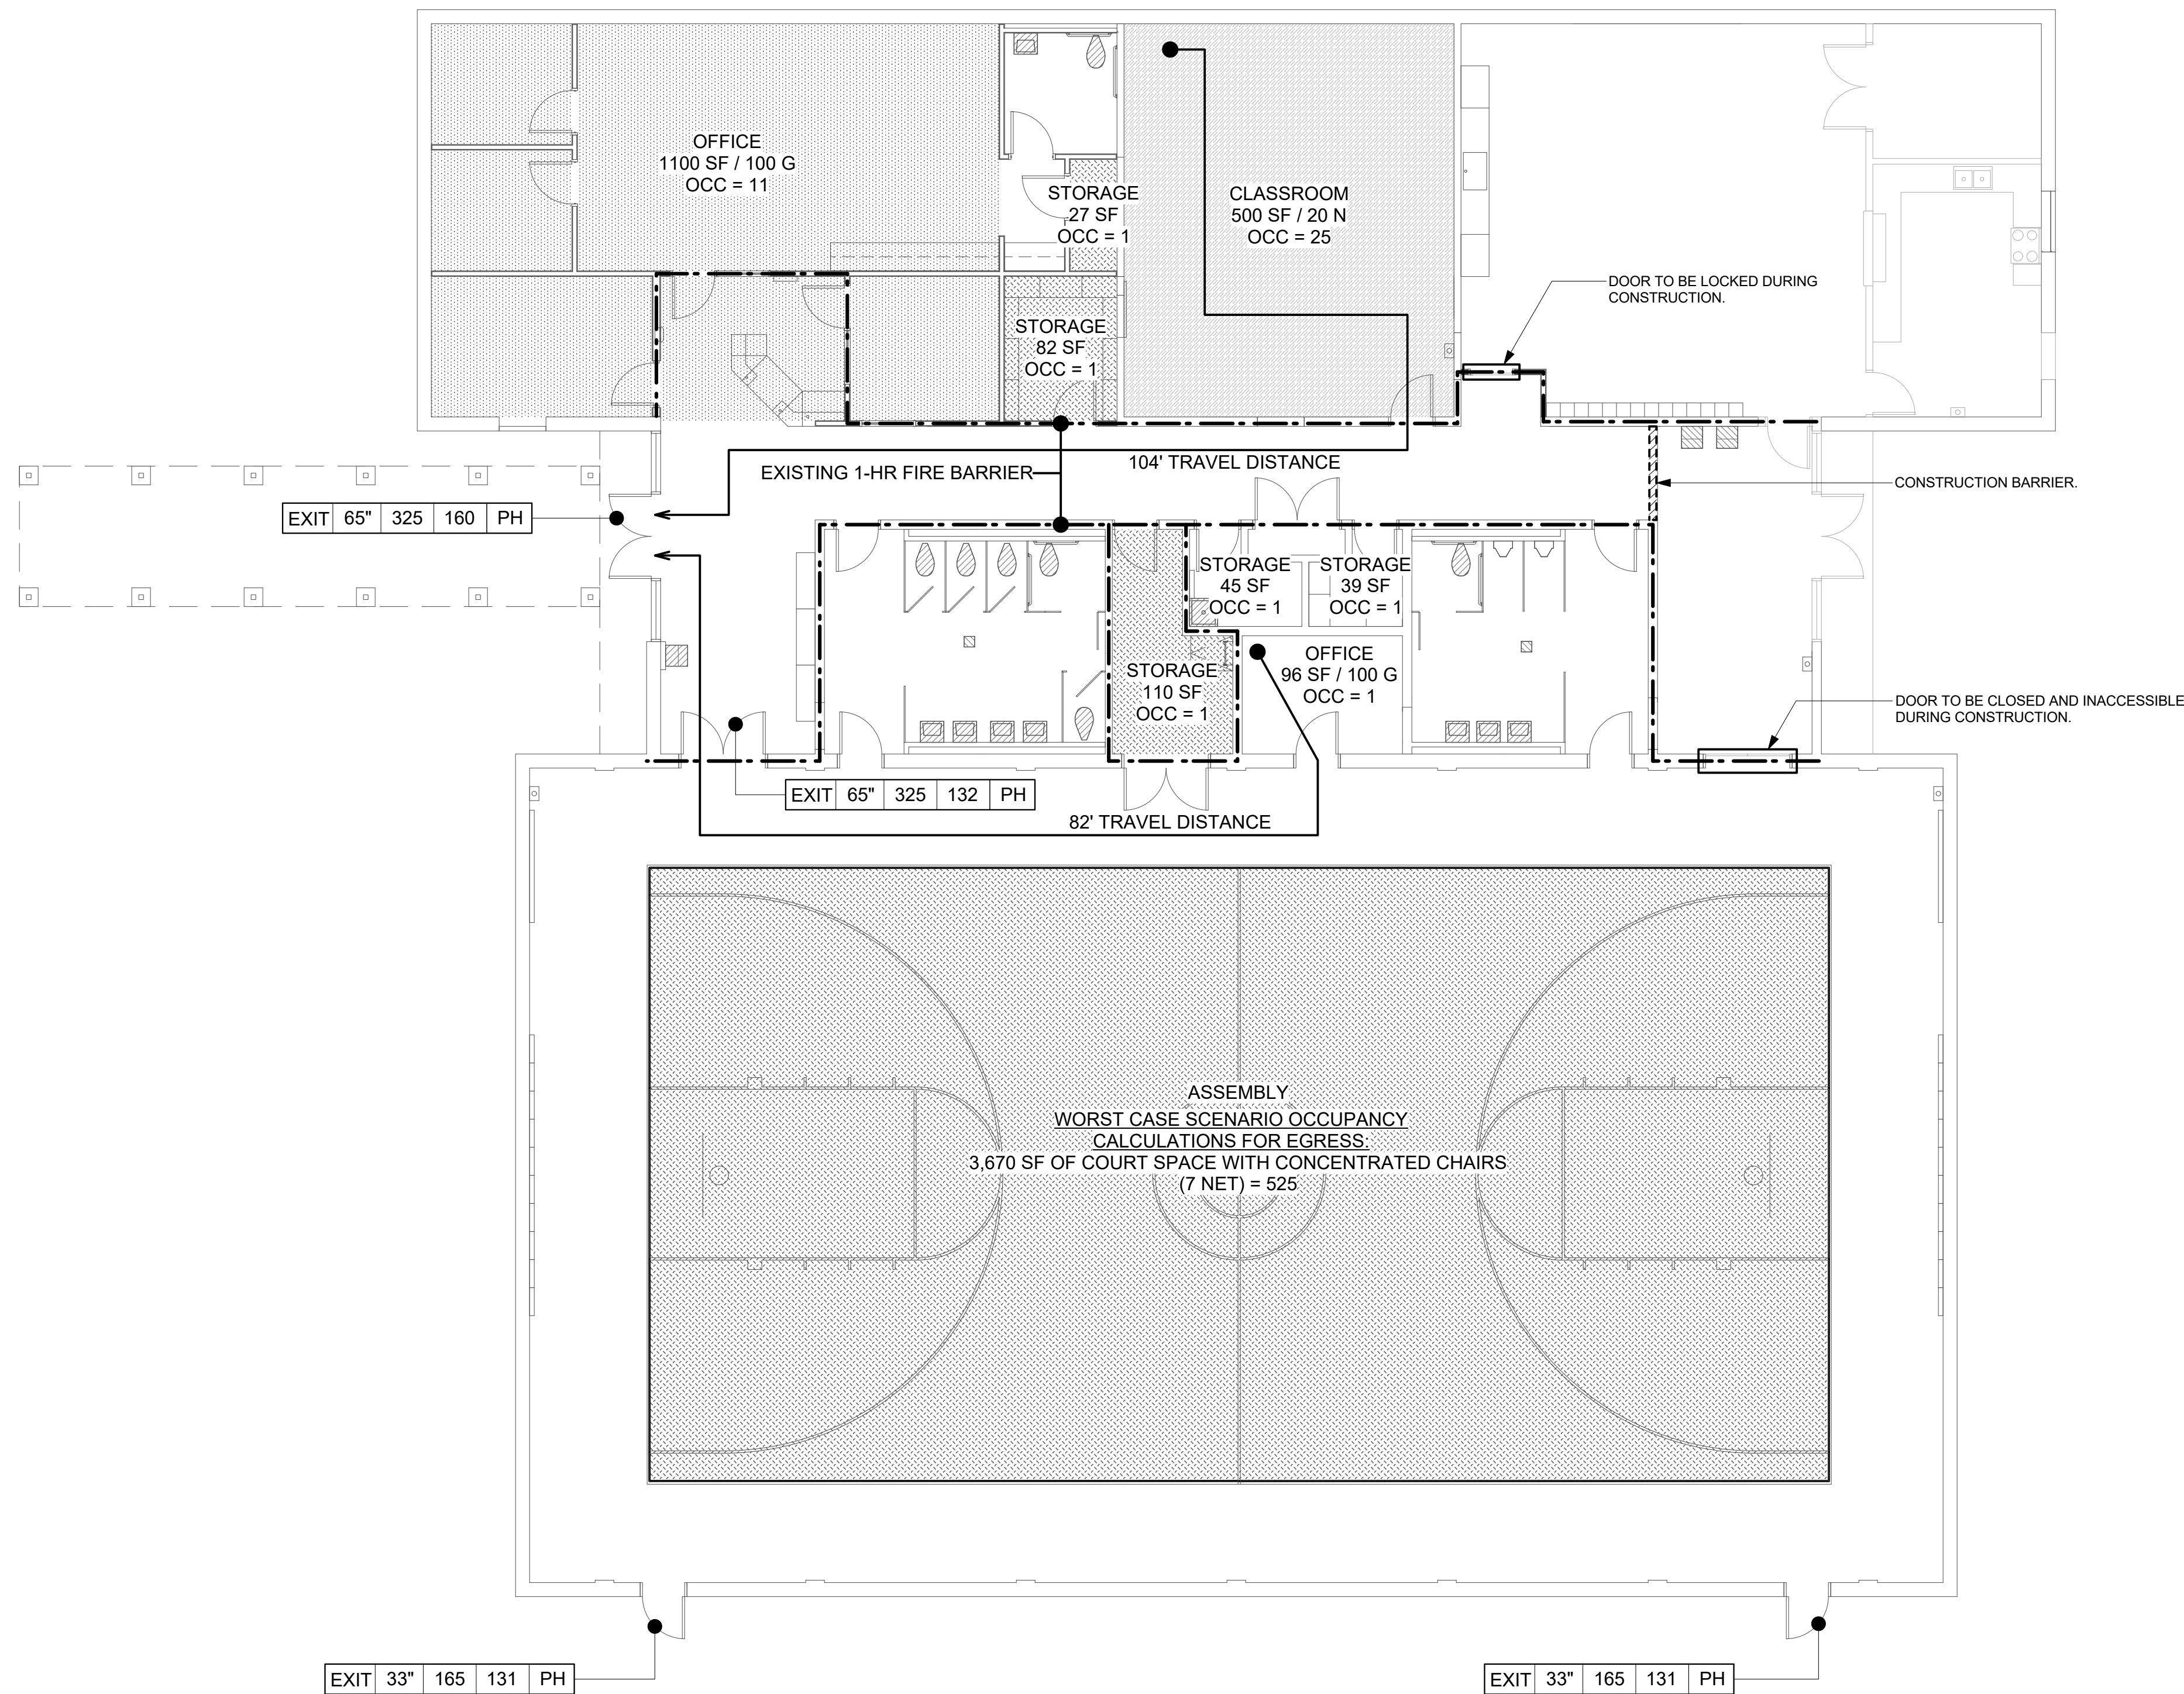 OFFICE
1100 SF / 100 G
OCC = 11
STORAGE
27 SF
OCC = 1
CLASSROOM
500 SF / 20 N
OCC = 25
DOOR TO BE LOCKED DURING
CONSTRUCTION.
STORAGE
82 SF
OCC = 1
EXISTING 1-HR FIRE BARRIER
104' TRAVEL DISTANCE
CONSTRUCTION BARRIER.
EXIT 65" 325 160 PH
STORAGE
45 SF
OCC = 1
STORAGE
39 SF
OCC = 1
STORAGE
110 SF
OCC = 1
OFFICE
96 SF / 100 G
OCC = 1
DOOR TO BE CLOSED AND INACCESSIBLE
DURING CONSTRUCTION.
EXIT 65" 325 132 PH
82' TRAVEL DISTANCE
ASSEMBLY
WORST CASE SCENARIO OCCUPANCY
CALCULATIONS FOR EGRESS:
3,670 SF OF COURT SPACE WITH CONCENTRATED CHAIRS
(7 NET) = 525
EXIT 33" 165 131 PH
EXIT 33" 165 131 PH